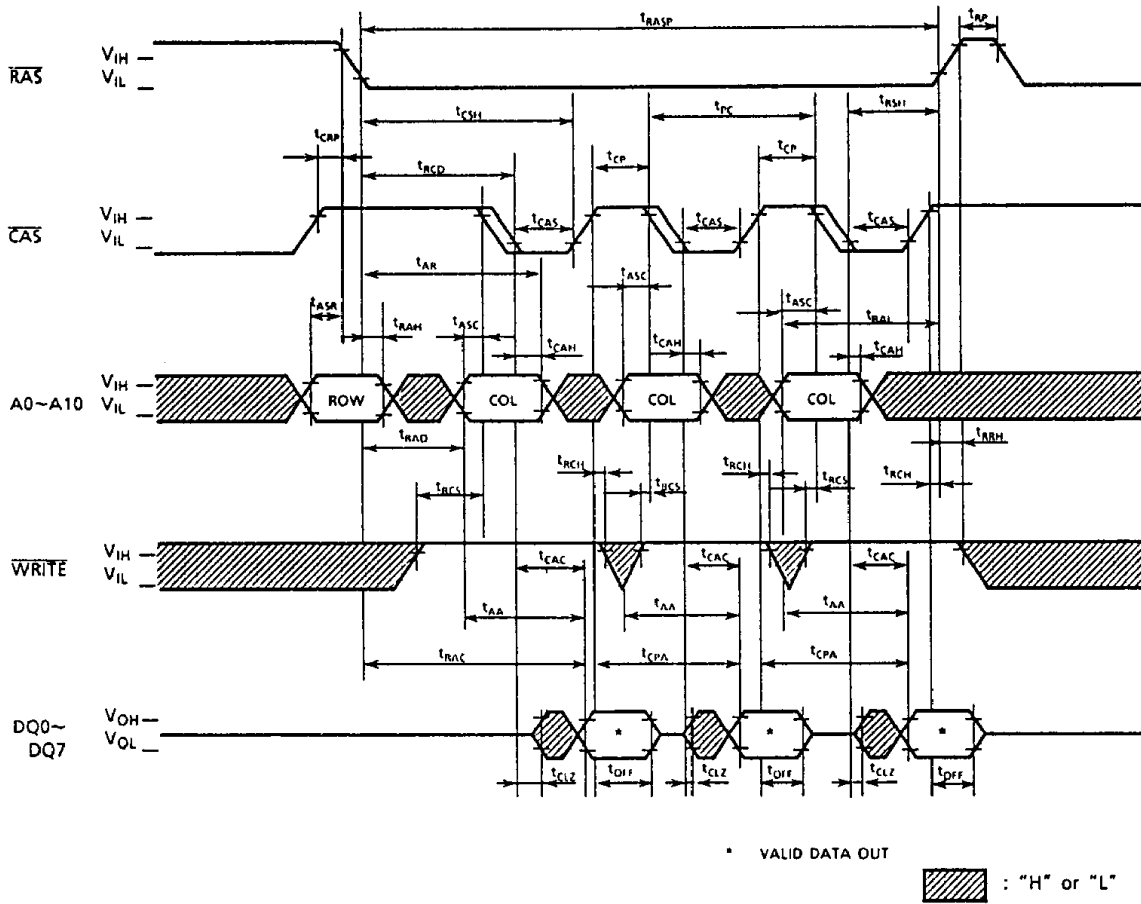 tRASP
tRP
RAS
VIH
VIL
tCSH
tPC
tRSH
tCRP
tRCD
tCP
tCP
CAS
VIH
VIL
tCAS
tCAS
tCAS
tAR
tASC
tASC
tRAL
tASR
tRAH
tASC
tCAH
tCAH
tCAH
A0~A10
VIH
VIL
ROW
COL
COL
COL
tRAD
tRCS
tRCH
tRCS
tRCH
tRCS
tRCH
tRRH
WRITE
VIH
VIL
tCAC
tCAC
tCAC
tAA
tAA
tAA
tRAC
tCPA
tCPA
DQ0~
DQ7
VOH
VOL
*
*
*
tCLZ
tOFF
tCLZ
tOFF
tCLZ
tOFF
* VALID DATA OUT
: "H" or "L"